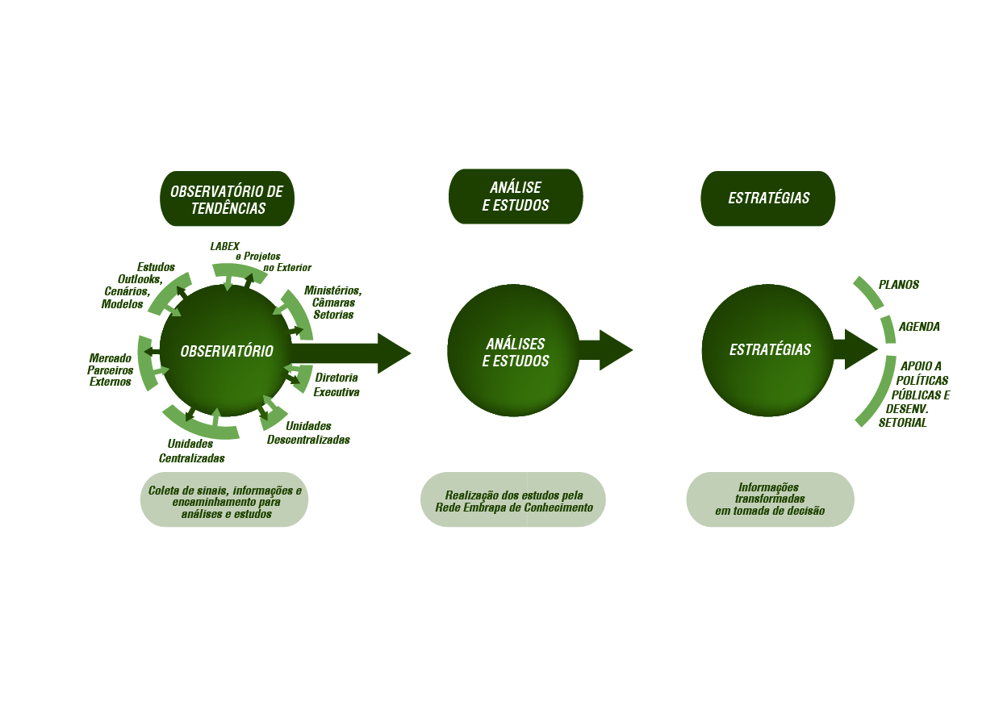 OBSERVATÓRIO DE
TENDÊNCIAS
ANÁLISE
E ESTUDOS
ESTRATÉGIAS
LABEX
e Projetos
no Exterior
Estudos
Outlooks,
Cenários,
Modelos
Ministérios,
Câmaras
Setorias
Mercado
Parceiros
Externos
OBSERVATÓRIO
Diretoria
Executiva
Unidades
Descentralizadas
Unidades
Centralizadas
ANÁLISES
E ESTUDOS
ESTRATÉGIAS
PLANOS
AGENDA
APOIO A
POLÍTICAS
PÚBLICAS E
DESENV.
SETORIAL
Coleta de sinais, informações e
encaminhamento para
análises e estudos
Realização dos estudos pela
Rede Embrapa de Conhecimento
Informações
transformadas
em tomada de decisão